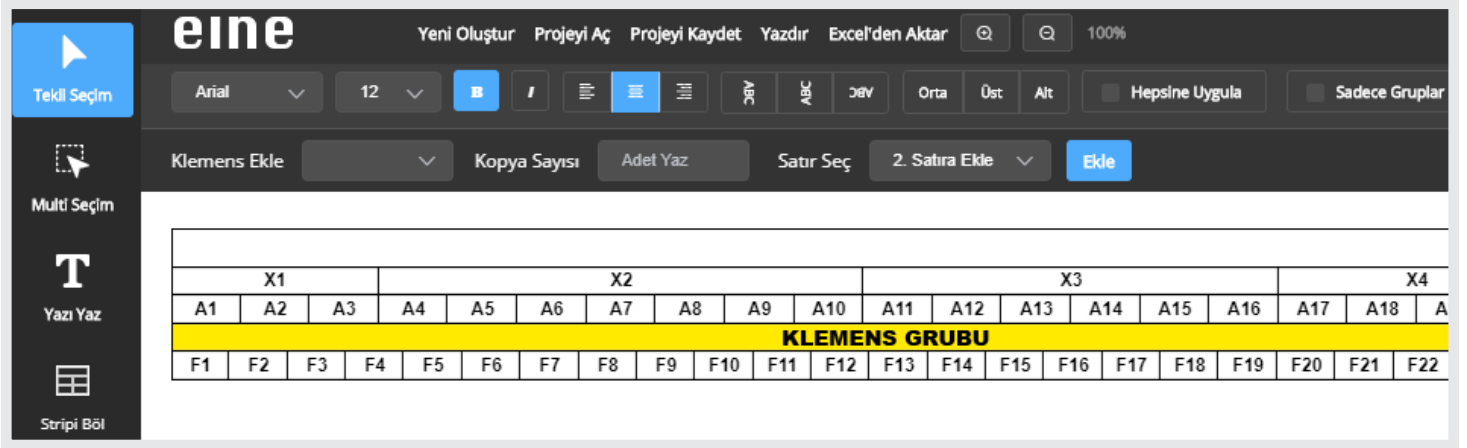 eine
Yeni Oluştur Projeyi Aç Projeyi Kaydet Yazdır Excel'den Aktar 100%
Tekli Seçim
Arial 12 B I ABC ABC ABC Orta Üst Alt Hepsine Uygula Sadece Gruplar
Klemens Ekle Kopya Sayısı Adet Yaz Satır Seç 2. Satıra Ekle Ekle
Multi Seçim
T
Yazı Yaz
Stripi Böl
X1 X2 X3 X4
A1 A2 A3 A4 A5 A6 A7 A8 A9 A10 A11 A12 A13 A14 A15 A16 A17 A18 A
KLEMENS GRUBU
F1 F2 F3 F4 F5 F6 F7 F8 F9 F10 F11 F12 F13 F14 F15 F16 F17 F18 F19 F20 F21 F22